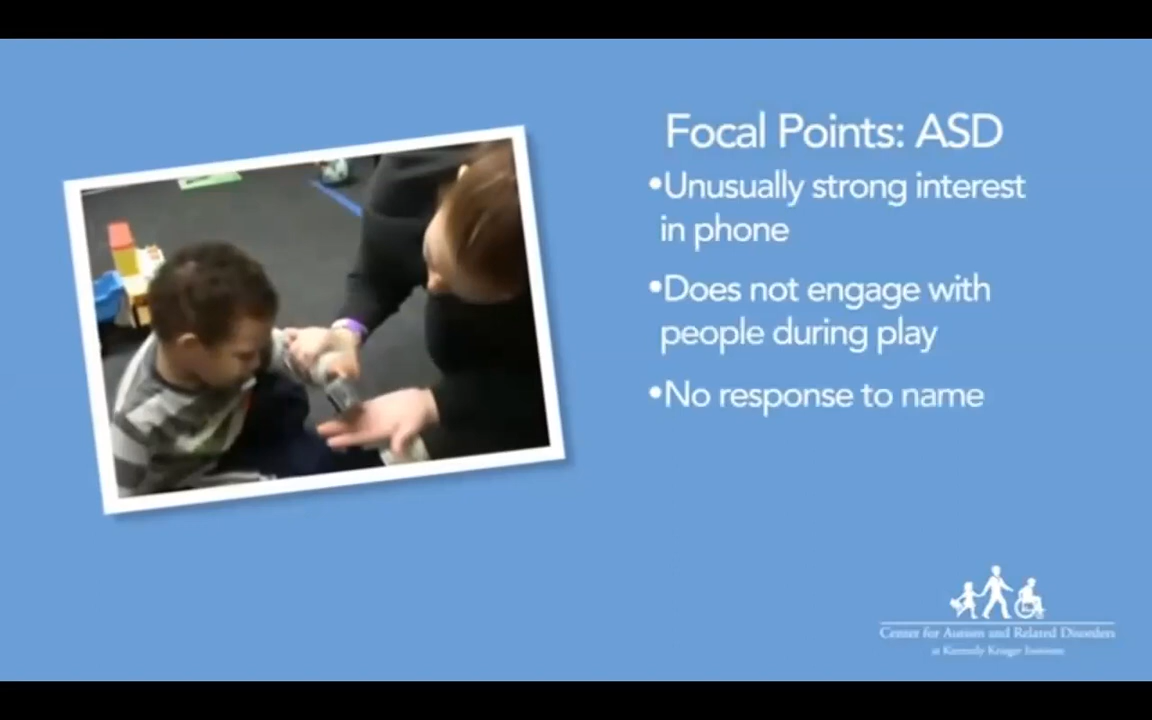 Focal Points: ASD
•Unusually strong interest
in phone
•Does not engage with
people during play
•No response to name
Center for Autism and Related Disorders
at Kennedy Krieger Institute